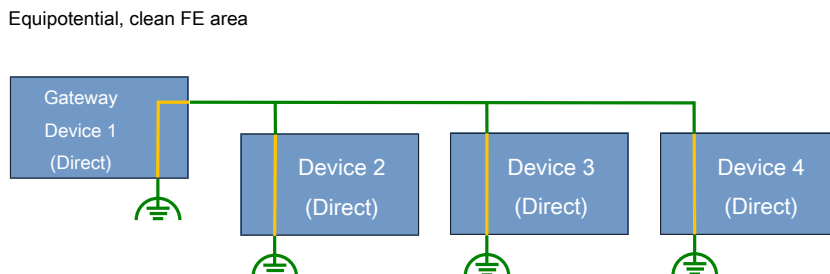 Equipotential, clean FE area
Gateway
Device 1
(Direct)
Device 2
(Direct)
Device 3
(Direct)
Device 4
(Direct)